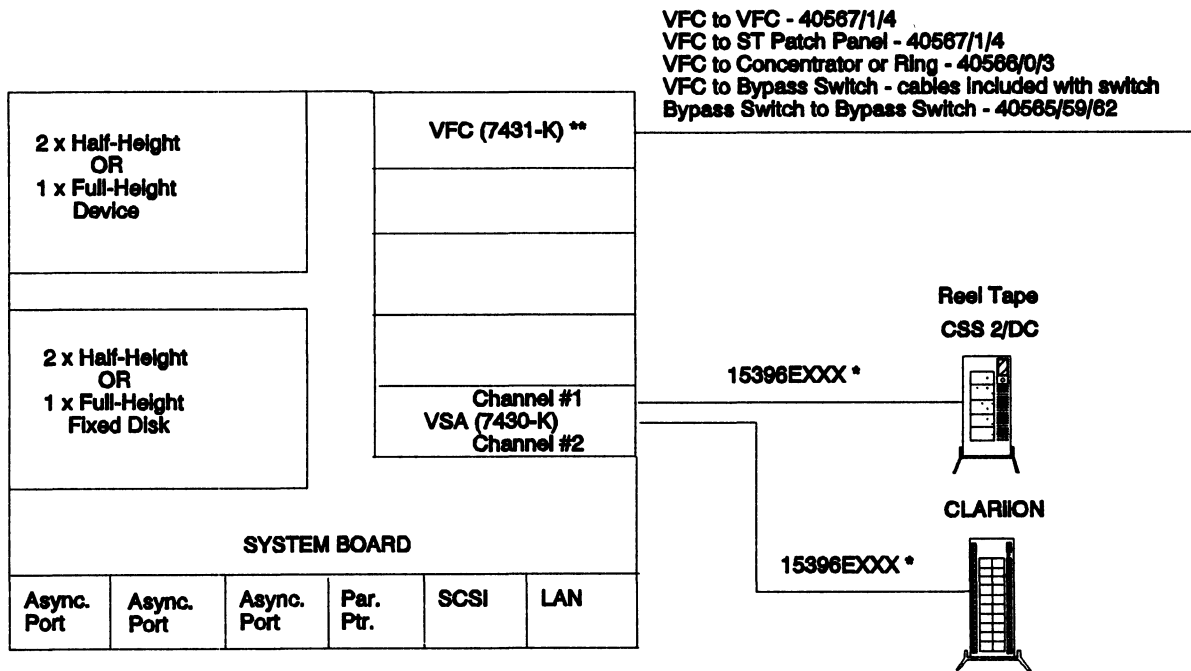 VFC to VFC - 40567/1/4
VFC to ST Patch Panel - 40567/1/4
VFC to Concentrator or Ring - 40566/0/3
VFC to Bypass Switch - cables included with switch
Bypass Switch to Bypass Switch - 40565/59/62
VFC (7431-K) **
2 x Half-Height
OR
1 x Full-Height
Device
Reel Tape
CSS 2/DC
2 x Half-Height
OR
1 x Full-Height
Fixed Disk
15396EXXX *
Channel #1
VSA (7430-K)
Channel #2
CLARiiON
SYSTEM BOARD
15396EXXX *
Async. Port
Async. Port
Async. Port
Par. Ptr.
SCSI
LAN